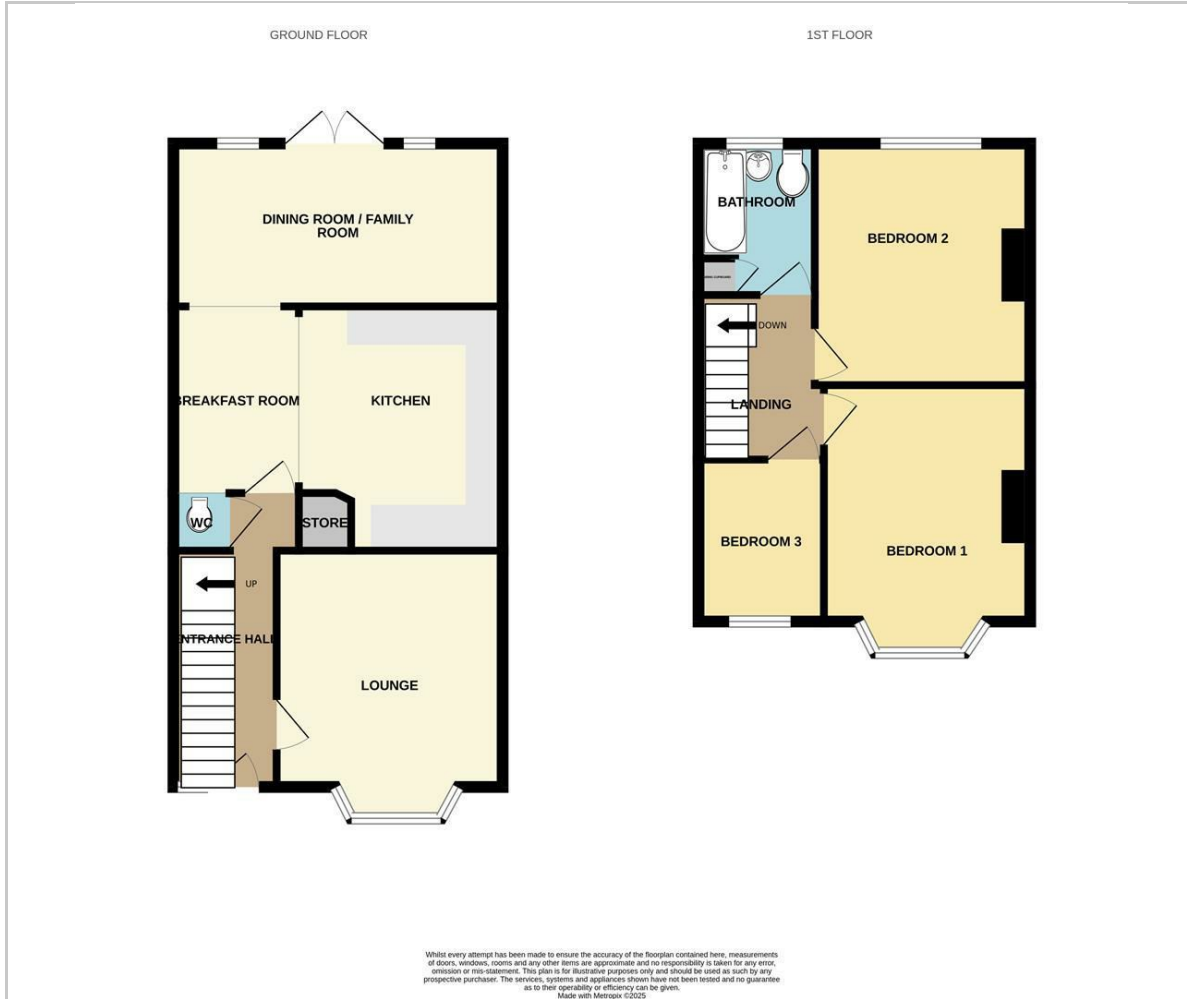 GROUND FLOOR
1ST FLOOR
DINING ROOM / FAMILY
ROOM
BREAKFAST ROOM
KITCHEN
WC
STORE
UP
ENTRANCE HALL
LOUNGE
BATHROOM
BEDROOM 2
DOWN
LANDING
BEDROOM 3
BEDROOM 1
Whilst every attempt has been made to ensure the accuracy of the floorplan contained here, measurements
of doors, windows, rooms and any other items are approximate and no responsibility is taken for any error,
omission or mis-statement. This plan is for illustrative purposes only and should be used as such by any
prospective purchaser. The services, systems and appliances shown have not been tested and no guarantee
as to their operability or efficiency can be given.
Made with Metropix ©2025